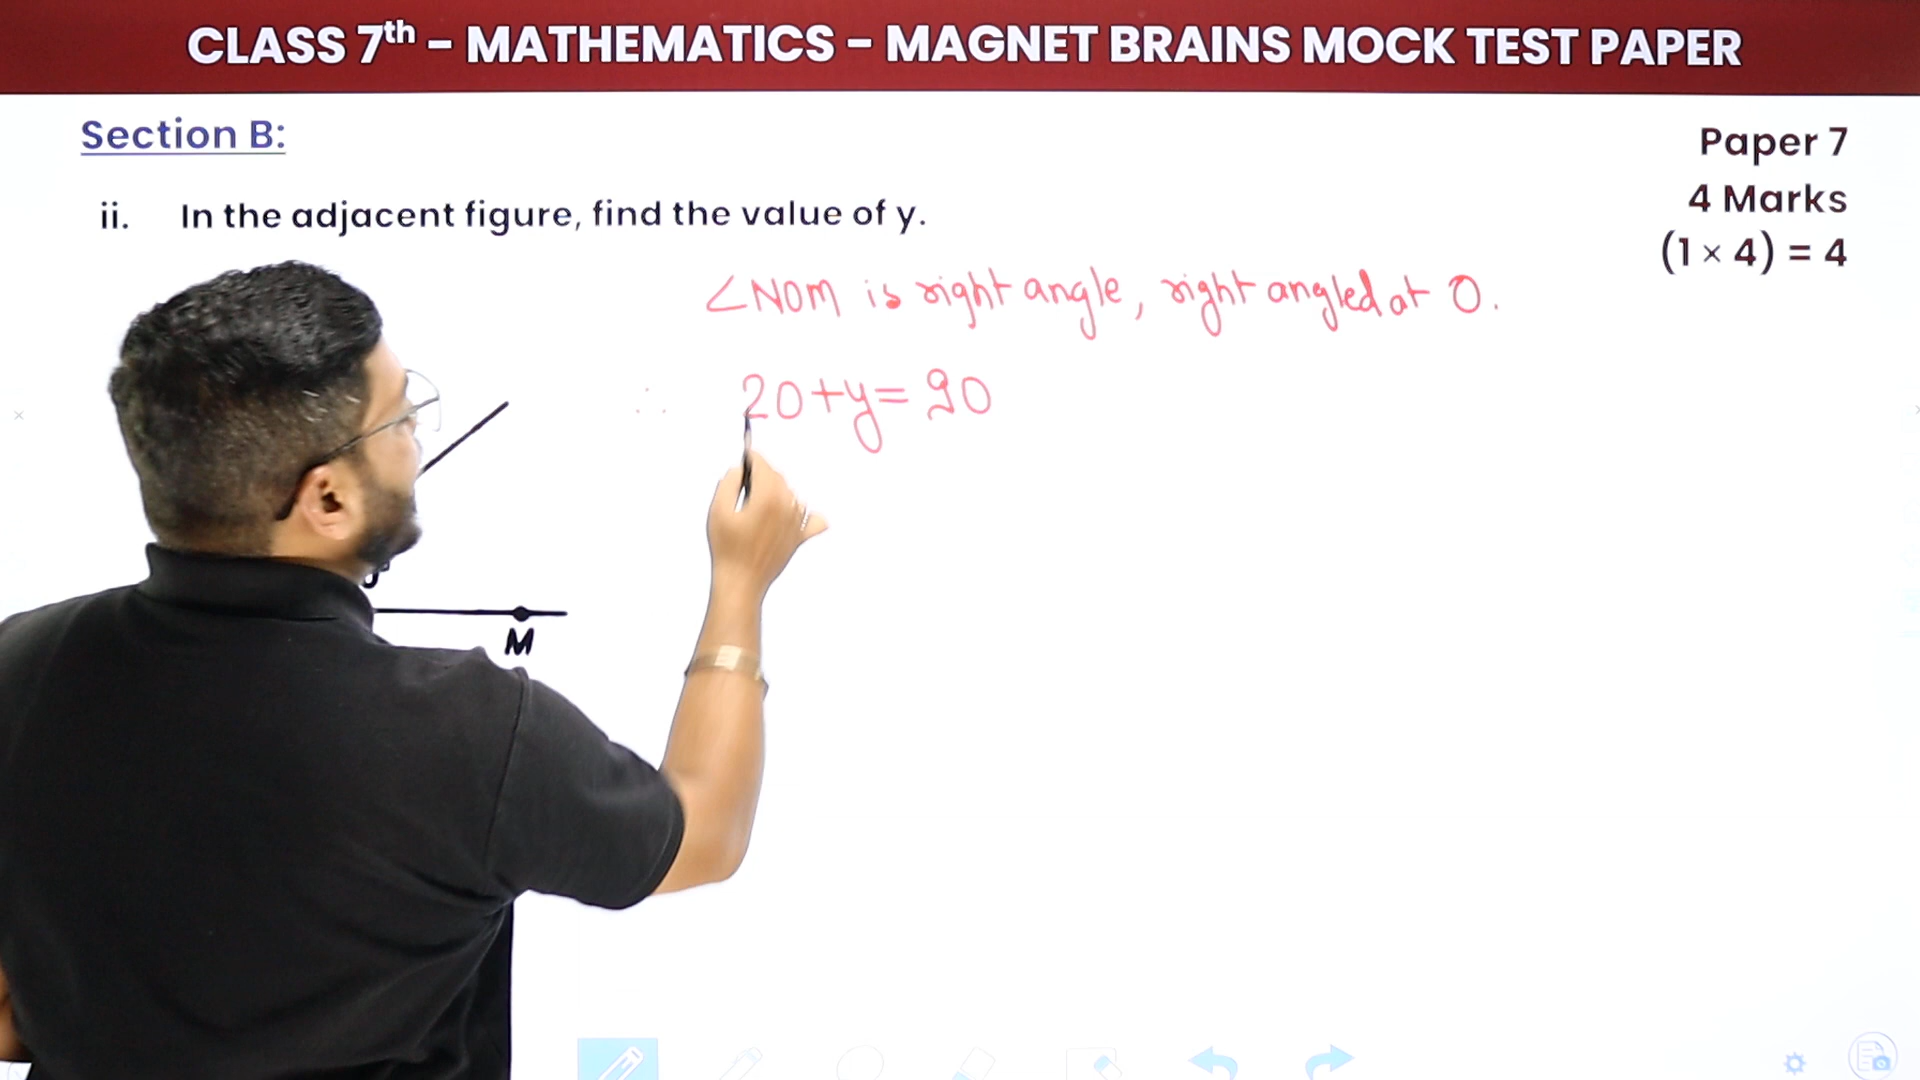 CLASS 7th – MATHEMATICS – MAGNET BRAINS MOCK TEST PAPER
Section B:
Paper 7
4 Marks
(1 × 4) = 4
ii. In the adjacent figure, find the value of y.
∠NOM is right angle, right angled at O.
∴ 20+y=90
M